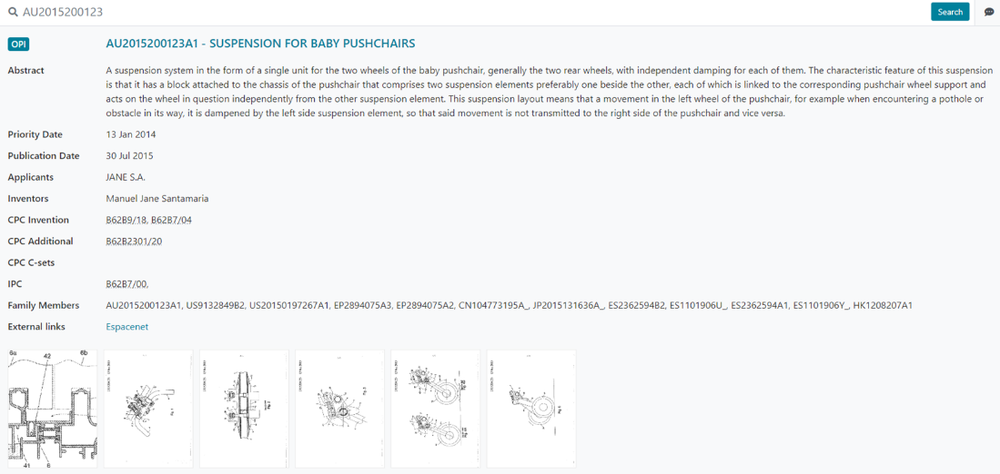 AU2015200123
Search
OPI
AU2015200123A1 - SUSPENSION FOR BABY PUSHCHAIRS
Abstract
A suspension system in the form of a single unit for the two wheels of the baby pushchair, generally the two rear wheels, with independent damping for each of them. The characteristic feature of this suspension
is that it has a block attached to the chassis of the pushchair that comprises two suspension elements preferably one beside the other, each of which is linked to the corresponding pushchair wheel support and
acts on the wheel in question independently from the other suspension element. This suspension layout means that a movement in the left wheel of the pushchair, for example when encountering a pothole or
obstacle in its way, it is dampened by the left side suspension element, so that said movement is not transmitted to the right side of the pushchair and vice versa.
Priority Date
13 Jan 2014
Publication Date
30 Jul 2015
Applicants
JANE S.A.
Inventors
Manuel Jane Santamaria
CPC Invention
B62B9/18, B62B7/04
CPC Additional
B62B2301/20
CPC C-sets
IPC
B62B7/00,
Family Members
AU2015200123A1, US9132849B2, US20150197267A1, EP2894075A3, EP2894075A2, CN104773195A_, JP2015131636A_, ES2362594B2, ES1101906U_, ES2362594A1, ES1101906Y_, HK1208207A1
External links
Espacenet
6a
42
6b
41
6